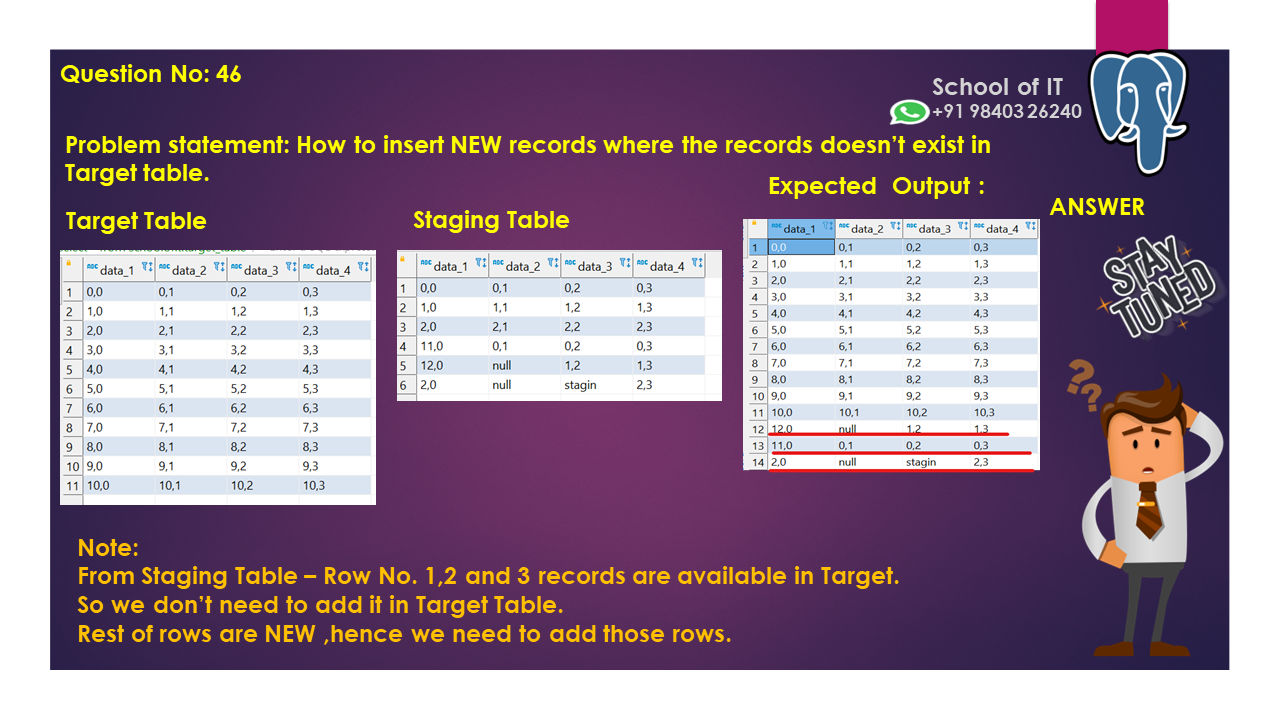 Question No: 46
School of IT
+91 98403 26240
Problem statement: How to insert NEW records where the records doesn't exist in
Target table.
Expected Output :
ANSWER
Target Table
Staging Table
STAY
TUNED
data_1 data_2 data_3 data_4
1 0,0 0,1 0,2 0,3
2 1,0 1,1 1,2 1,3
3 2,0 2,1 2,2 2,3
4 3,0 3,1 3,2 3,3
5 4,0 4,1 4,2 4,3
6 5,0 5,1 5,2 5,3
7 6,0 6,1 6,2 6,3
8 7,0 7,1 7,2 7,3
9 8,0 8,1 8,2 8,3
10 9,0 9,1 9,2 9,3
11 10,0 10,1 10,2 10,3
data_1 data_2 data_3 data_4
1 0,0 0,1 0,2 0,3
2 1,0 1,1 1,2 1,3
3 2,0 2,1 2,2 2,3
4 11,0 0,1 0,2 0,3
5 12,0 null 1,2 1,3
6 2,0 null stagin 2,3
data_1 data_2 data_3 data_4
1 0,0 0,1 0,2 0,3
2 1,0 1,1 1,2 1,3
3 2,0 2,1 2,2 2,3
4 3,0 3,1 3,2 3,3
5 4,0 4,1 4,2 4,3
6 5,0 5,1 5,2 5,3
7 6,0 6,1 6,2 6,3
8 7,0 7,1 7,2 7,3
9 8,0 8,1 8,2 8,3
10 9,0 9,1 9,2 9,3
11 10,0 10,1 10,2 10,3
12 12,0 null 1,2 1,3
13 11,0 0,1 0,2 0,3
14 2,0 null stagin 2,3
? ? ?
Note:
From Staging Table – Row No. 1,2 and 3 records are available in Target.
So we don't need to add it in Target Table.
Rest of rows are NEW ,hence we need to add those rows.